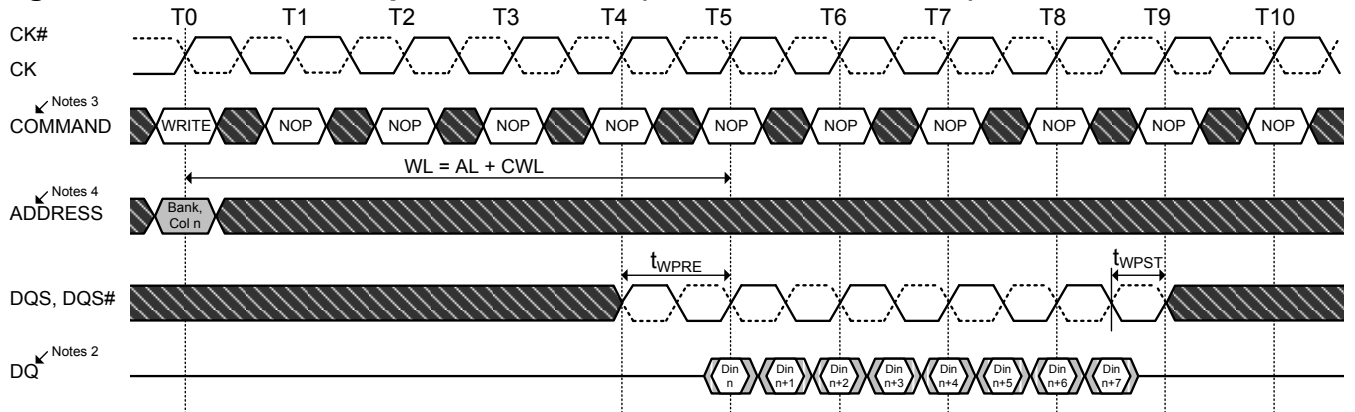 T0 T1 T2 T3 T4 T5 T6 T7 T8 T9 T10
CK#
CK
Notes 3
COMMAND WRITE NOP NOP NOP NOP NOP NOP NOP NOP NOP NOP
WL = AL + CWL
Notes 4
ADDRESS
Bank,
Col n
tWPRE tWPST
DQS, DQS#
Notes 2
DQ
Din Din Din Din Din Din Din Din
n n+1 n+2 n+3 n+4 n+5 n+6 n+7